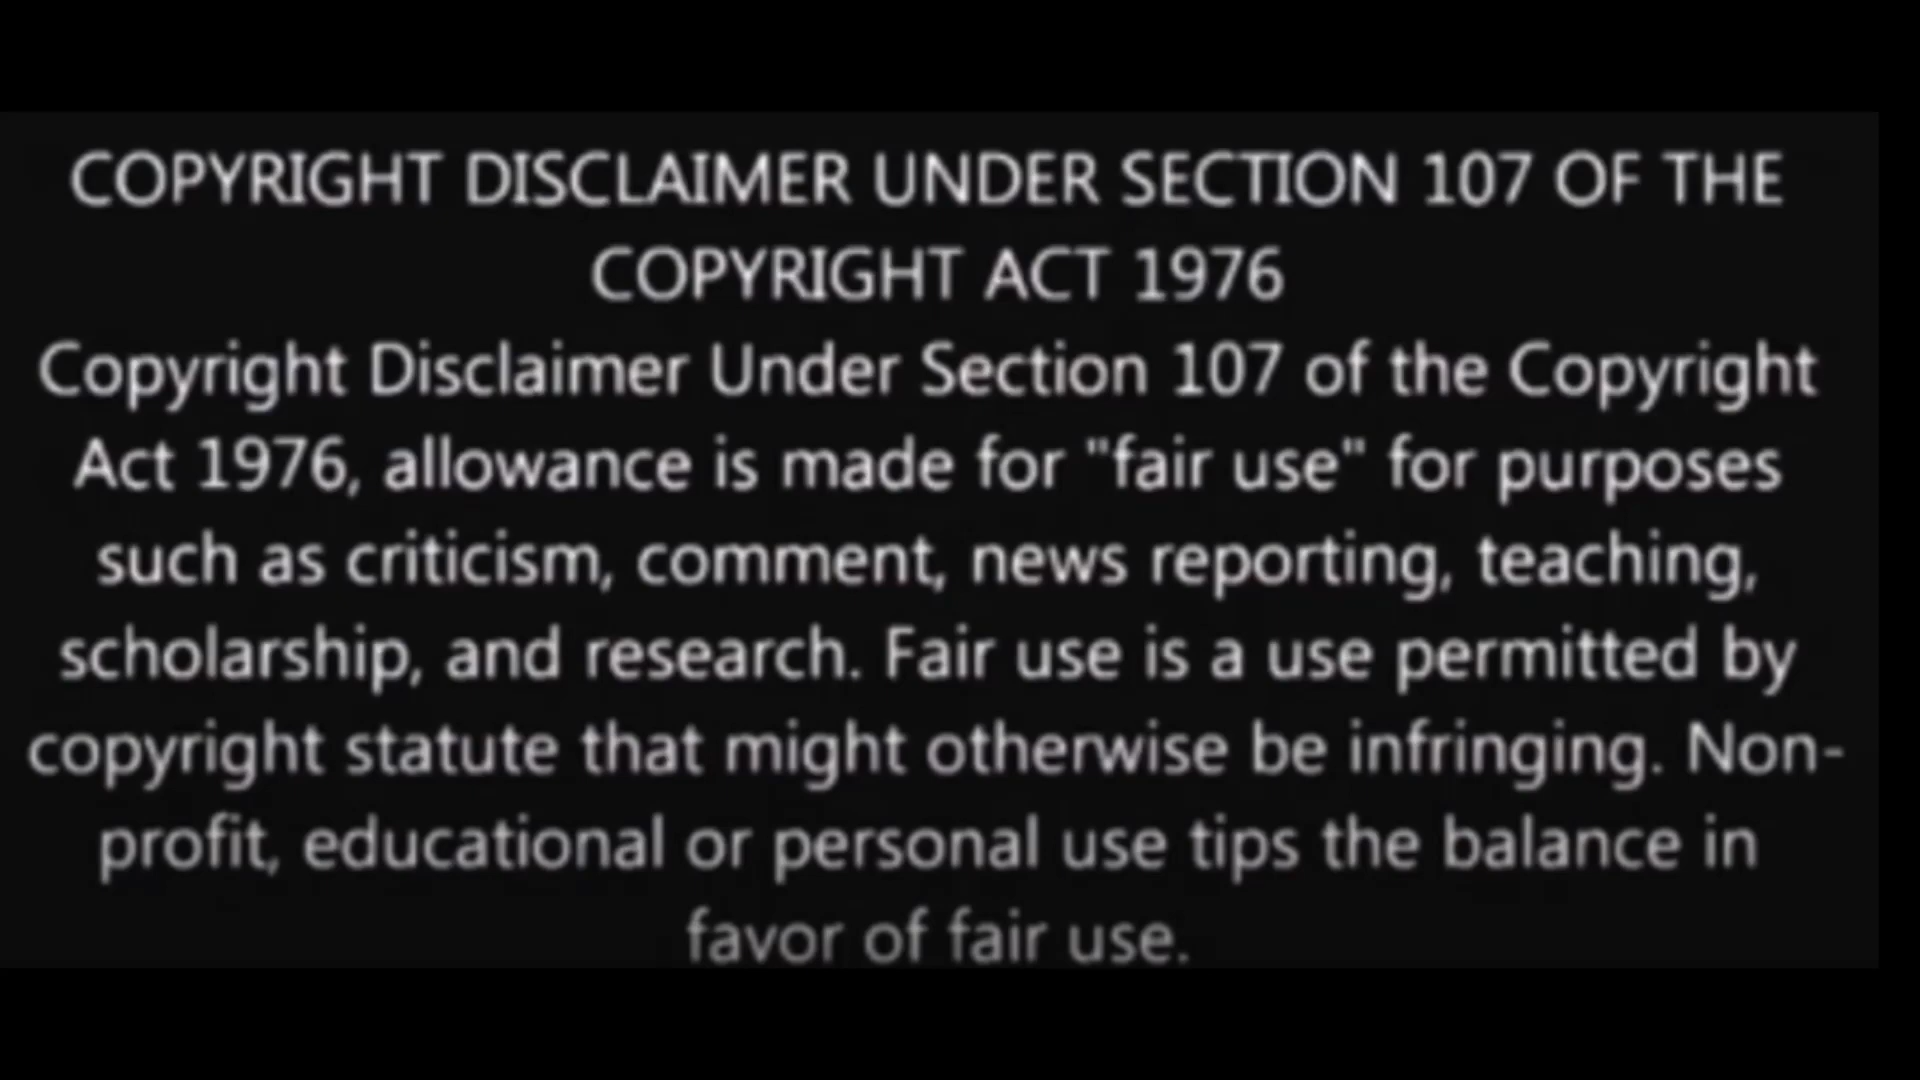 COPYRIGHT DISCLAIMER UNDER SECTION 107 OF THE
COPYRIGHT ACT 1976
Copyright Disclaimer Under Section 107 of the Copyright
Act 1976, allowance is made for "fair use" for purposes
such as criticism, comment, news reporting, teaching,
scholarship, and research. Fair use is a use permitted by
copyright statute that might otherwise be infringing. Non-
profit, educational or personal use tips the balance in
favor of fair use.